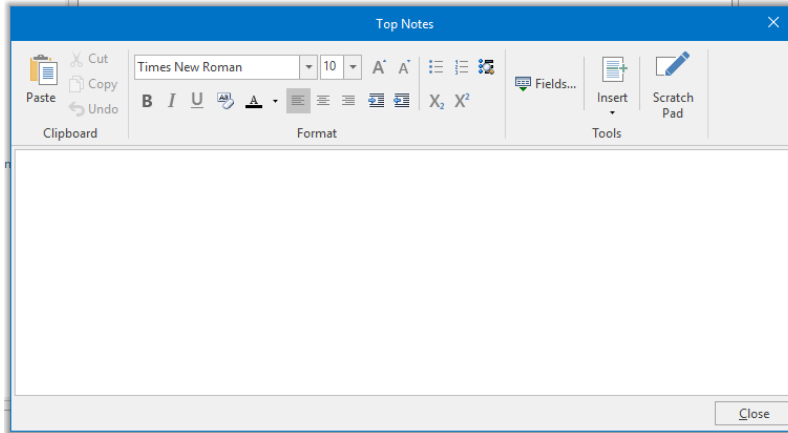 Top Notes
Cut
Copy
Undo
Paste
Clipboard
Times New Roman 10 A A
B I U A X₂ X²
Format
Fields...
Insert
Scratch
Pad
Tools
Close